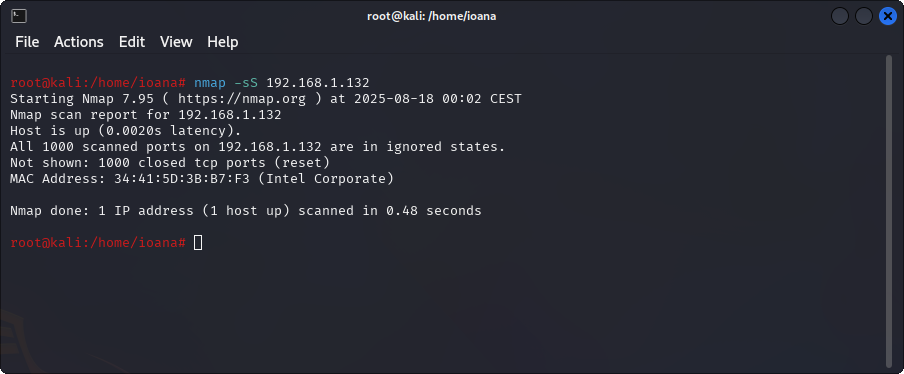 root@kali: /home/ioana
File Actions Edit View Help
root@kali:/home/ioana# nmap -sS 192.168.1.132
Starting Nmap 7.95 ( https://nmap.org ) at 2025-08-18 00:02 CEST
Nmap scan report for 192.168.1.132
Host is up (0.0020s latency).
All 1000 scanned ports on 192.168.1.132 are in ignored states.
Not shown: 1000 closed tcp ports (reset)
MAC Address: 34:41:5D:3B:B7:F3 (Intel Corporate)
Nmap done: 1 IP address (1 host up) scanned in 0.48 seconds
root@kali:/home/ioana#